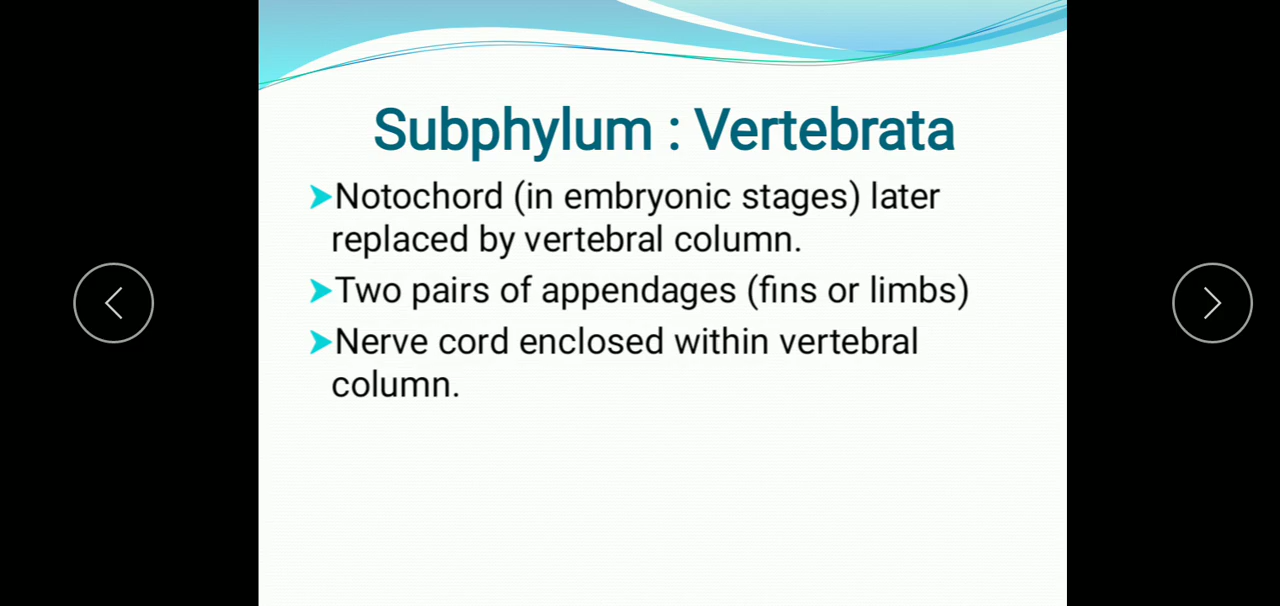 Subphylum : Vertebrata
➤Notochord (in embryonic stages) later
replaced by vertebral column.
➤Two pairs of appendages (fins or limbs)
➤Nerve cord enclosed within vertebral
column.